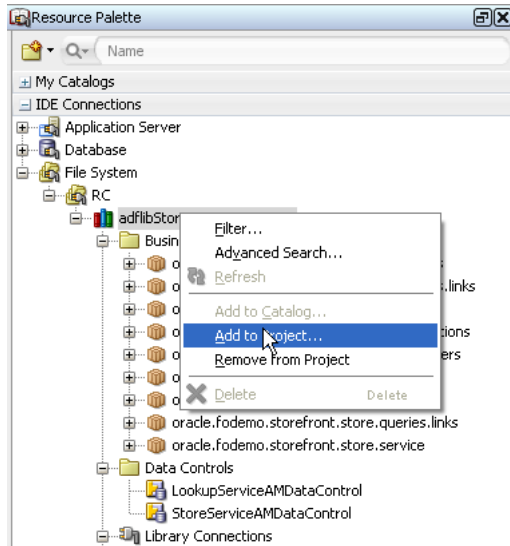 Resource Palette
Name
My Catalogs
IDE Connections
Application Server
Database
File System
RC
adflibStor
Filter...
Busin
Advanced Search...
Refresh
.links
Add to Catalog...
Add to Project...
ions
Remove from Project
ers
Delete Delete
oracle.fodemo.storefront.store.queries.links
oracle.fodemo.storefront.store.service
Data Controls
LookupServiceAMDataControl
StoreServiceAMDataControl
Library Connections